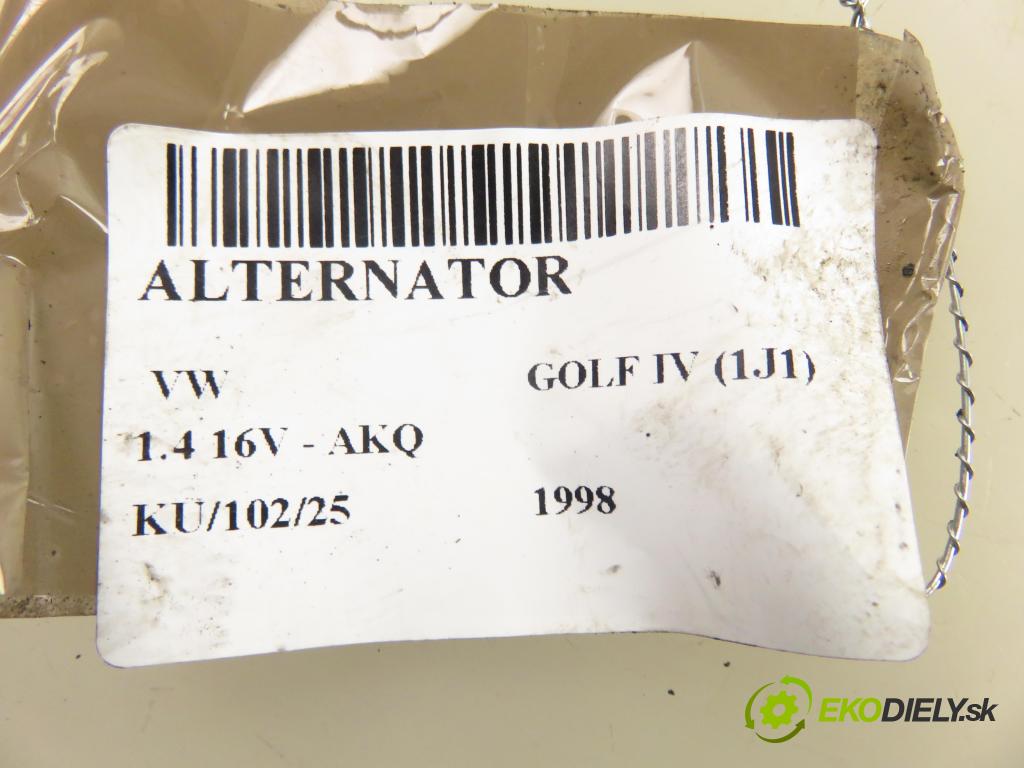 ALTERNATOR
VW GOLF IV (1J1)
1.4 16V - AKQ
KU/102/25 1998
EKODIELY.sk